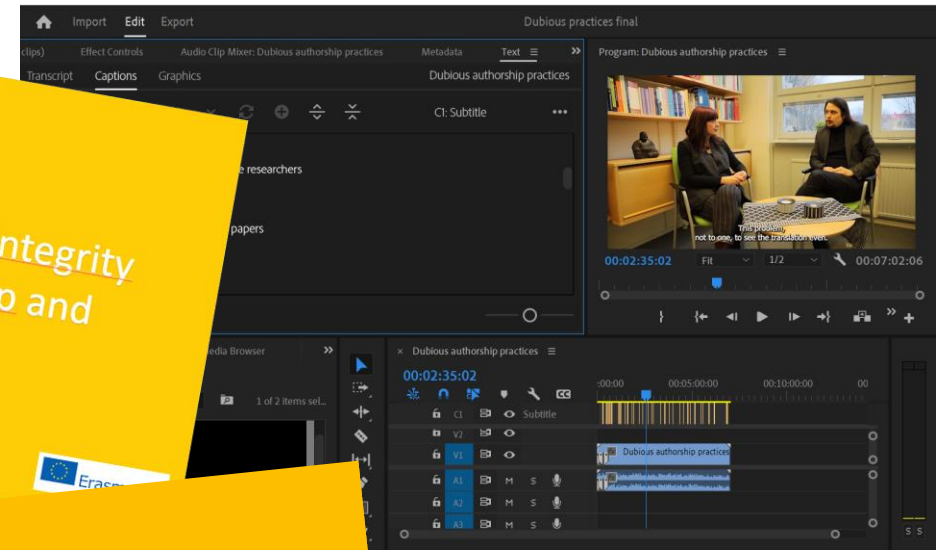 Import Edit Export Dubious practices final
clips) Effect Controls Audio Clip Mixer: Dubious authorship practices Metadata Text
Transcript Captions Graphics Dubious authorship practices
C1: Subtitle
e researchers
papers
ntegrity
p and
Erasm
Program: Dubious authorship practices
This problem,
not to one, to see the translation even.
00:02:35:02 Fit 1/2 00:07:02:06
edia Browser
1 of 2 items sel...
Dubious authorship practices
00:02:35:02
:00:00 00:05:00:00 00:10:00:00 00
C1 Subtitle
V2
V1 Dubious authorship practices
A1 M S
A2 M S
A3 M S
S S